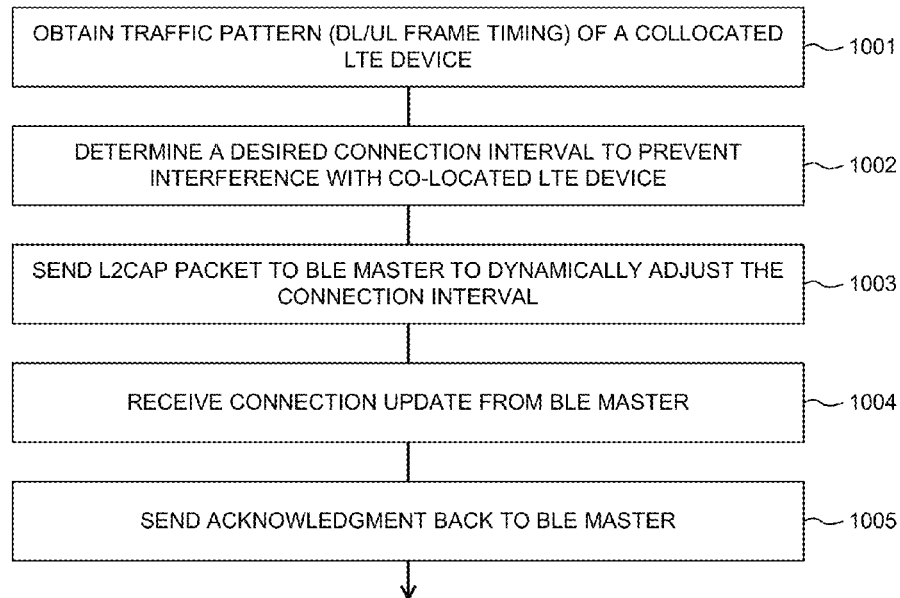 OBTAIN TRAFFIC PATTERN (DL/UL FRAME TIMING) OF A COLLOCATED
LTE DEVICE
1001
DETERMINE A DESIRED CONNECTION INTERVAL TO PREVENT
INTERFERENCE WITH CO-LOCATED LTE DEVICE
1002
SEND L2CAP PACKET TO BLE MASTER TO DYNAMICALLY ADJUST THE
CONNECTION INTERVAL
1003
RECEIVE CONNECTION UPDATE FROM BLE MASTER
1004
SEND ACKNOWLEDGMENT BACK TO BLE MASTER
1005